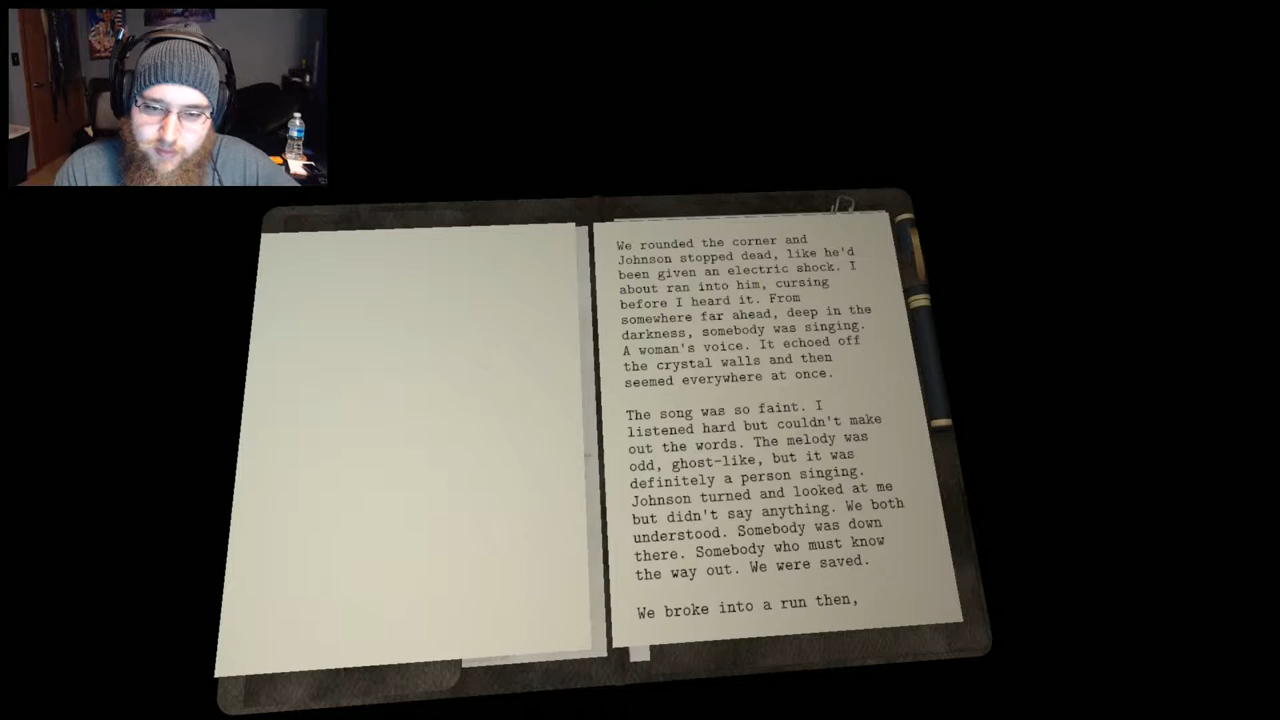 We rounded the corner and
Johnson stopped dead, like he'd
been given an electric shock. I
about ran into him, cursing
before I heard it. From
somewhere far ahead, deep in the
darkness, somebody was singing.
A woman's voice. It echoed off
the crystal walls and then
seemed everywhere at once.
The song was so faint. I
listened hard but couldn't make
out the words. The melody was
odd, ghost-like, but it was
definitely a person singing.
Johnson turned and looked at me
but didn't say anything. We both
understood. Somebody was down
there. Somebody who must know
the way out. We were saved.
We broke into a run then,